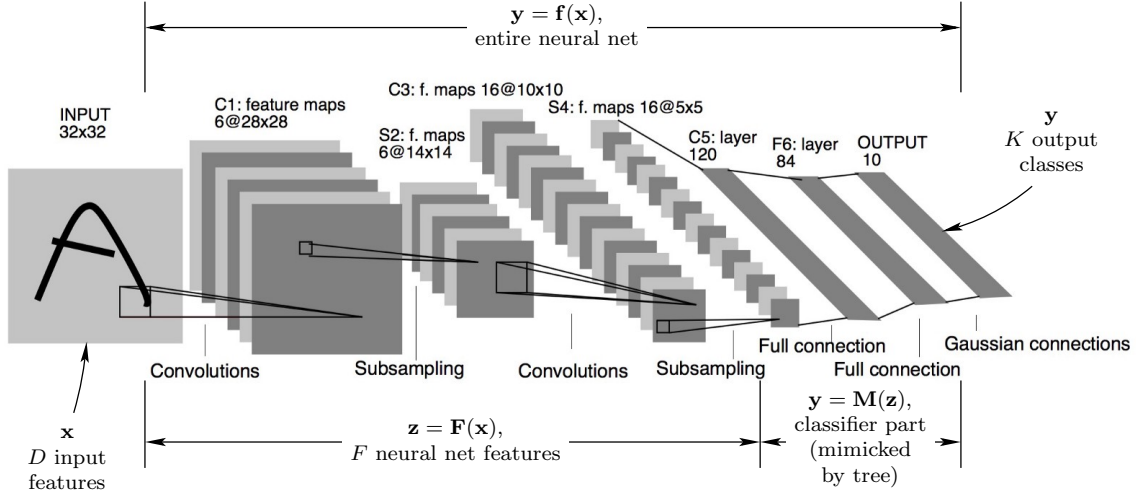 y = f(x),
entire neural net
C3: f. maps 16@10x10
C1: feature maps
6@28x28
S4: f. maps 16@5x5
INPUT
32x32
S2: f. maps
6@14x14
C5: layer
120
F6: layer
84
OUTPUT
10
y
K output
classes
Convolutions
Subsampling
Convolutions
Subsampling
Full connection
Full connection
Gaussian connections
x
D input
features
z = F(x),
F neural net features
y = M(z),
classifier part
(mimicked
by tree)